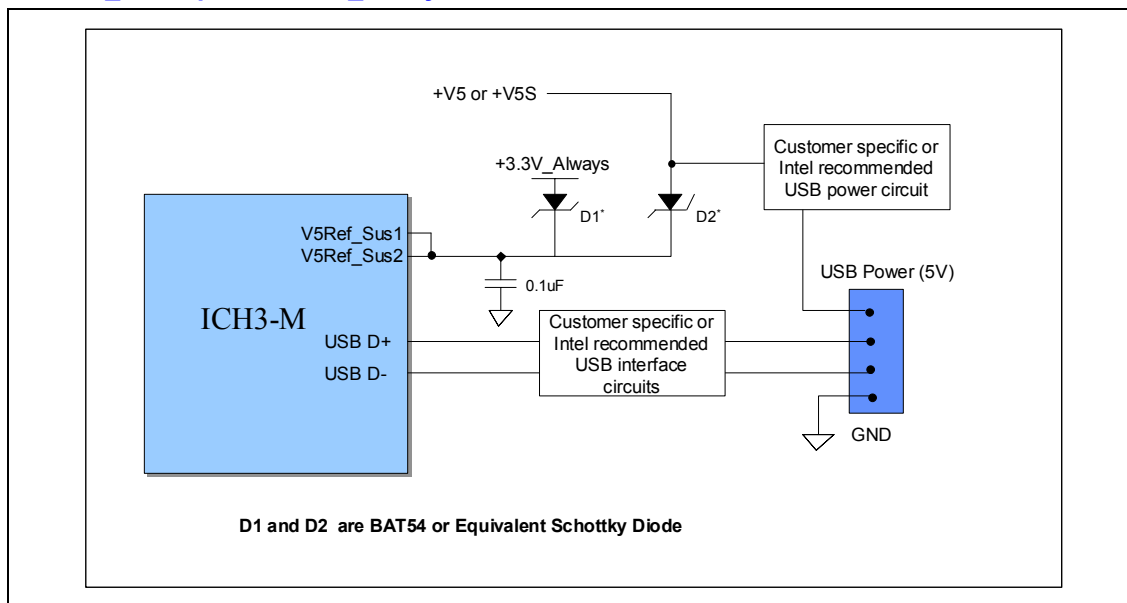 +V5 or +V5S
+3.3V_Always
D1*
D2*
Customer specific or
Intel recommended
USB power circuit
V5Ref_Sus1
V5Ref_Sus2
0.1uF
USB Power (5V)
ICH3-M
USB D+
USB D-
Customer specific or
Intel recommended
USB interface
circuits
GND
D1 and D2 are BAT54 or Equivalent Schottky Diode